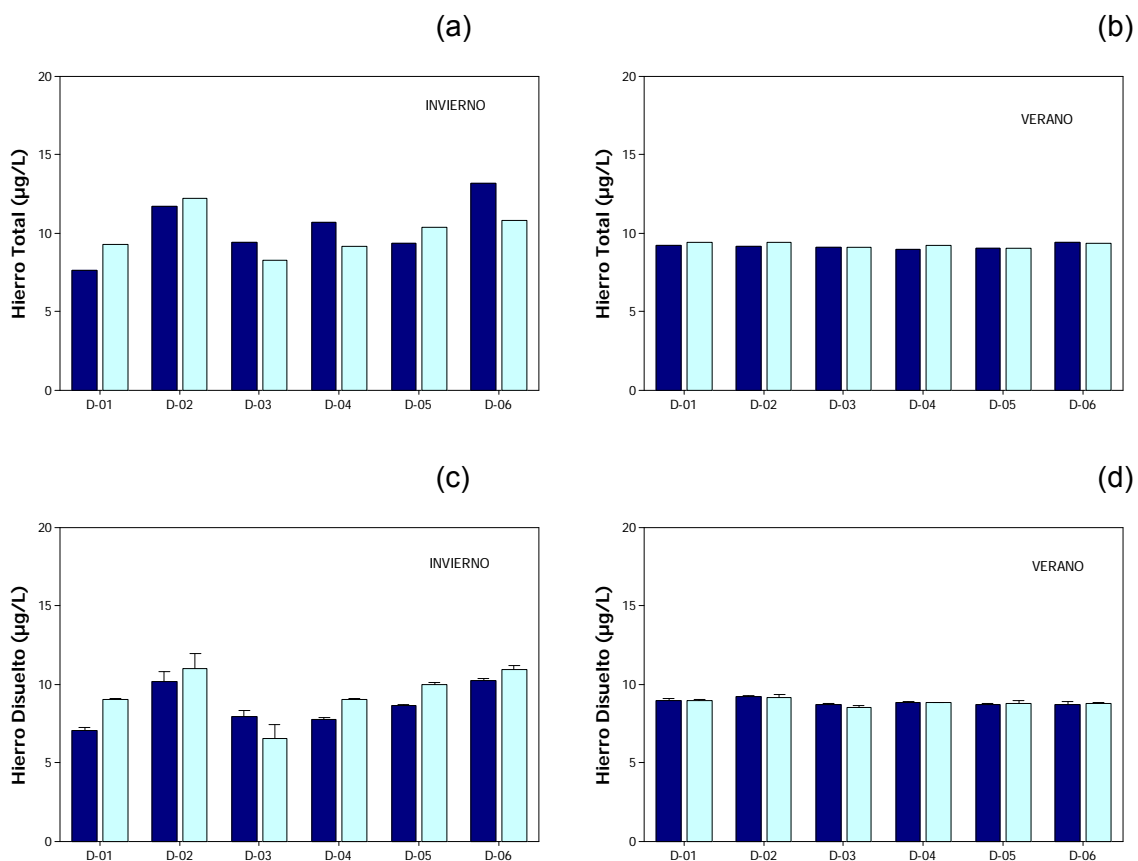 (a)
20
15
10
5
0
Hierro Total (µg/L)
INVIERNO
D-01 D-02 D-03 D-04 D-05 D-06
(b)
20
15
10
5
0
Hierro Total (µg/L)
VERANO
D-01 D-02 D-03 D-04 D-05 D-06
(c)
20
15
10
5
0
Hierro Disuelto (µg/L)
INVIERNO
D-01 D-02 D-03 D-04 D-05 D-06
(d)
20
15
10
5
0
Hierro Disuelto (µg/L)
VERANO
D-01 D-02 D-03 D-04 D-05 D-06